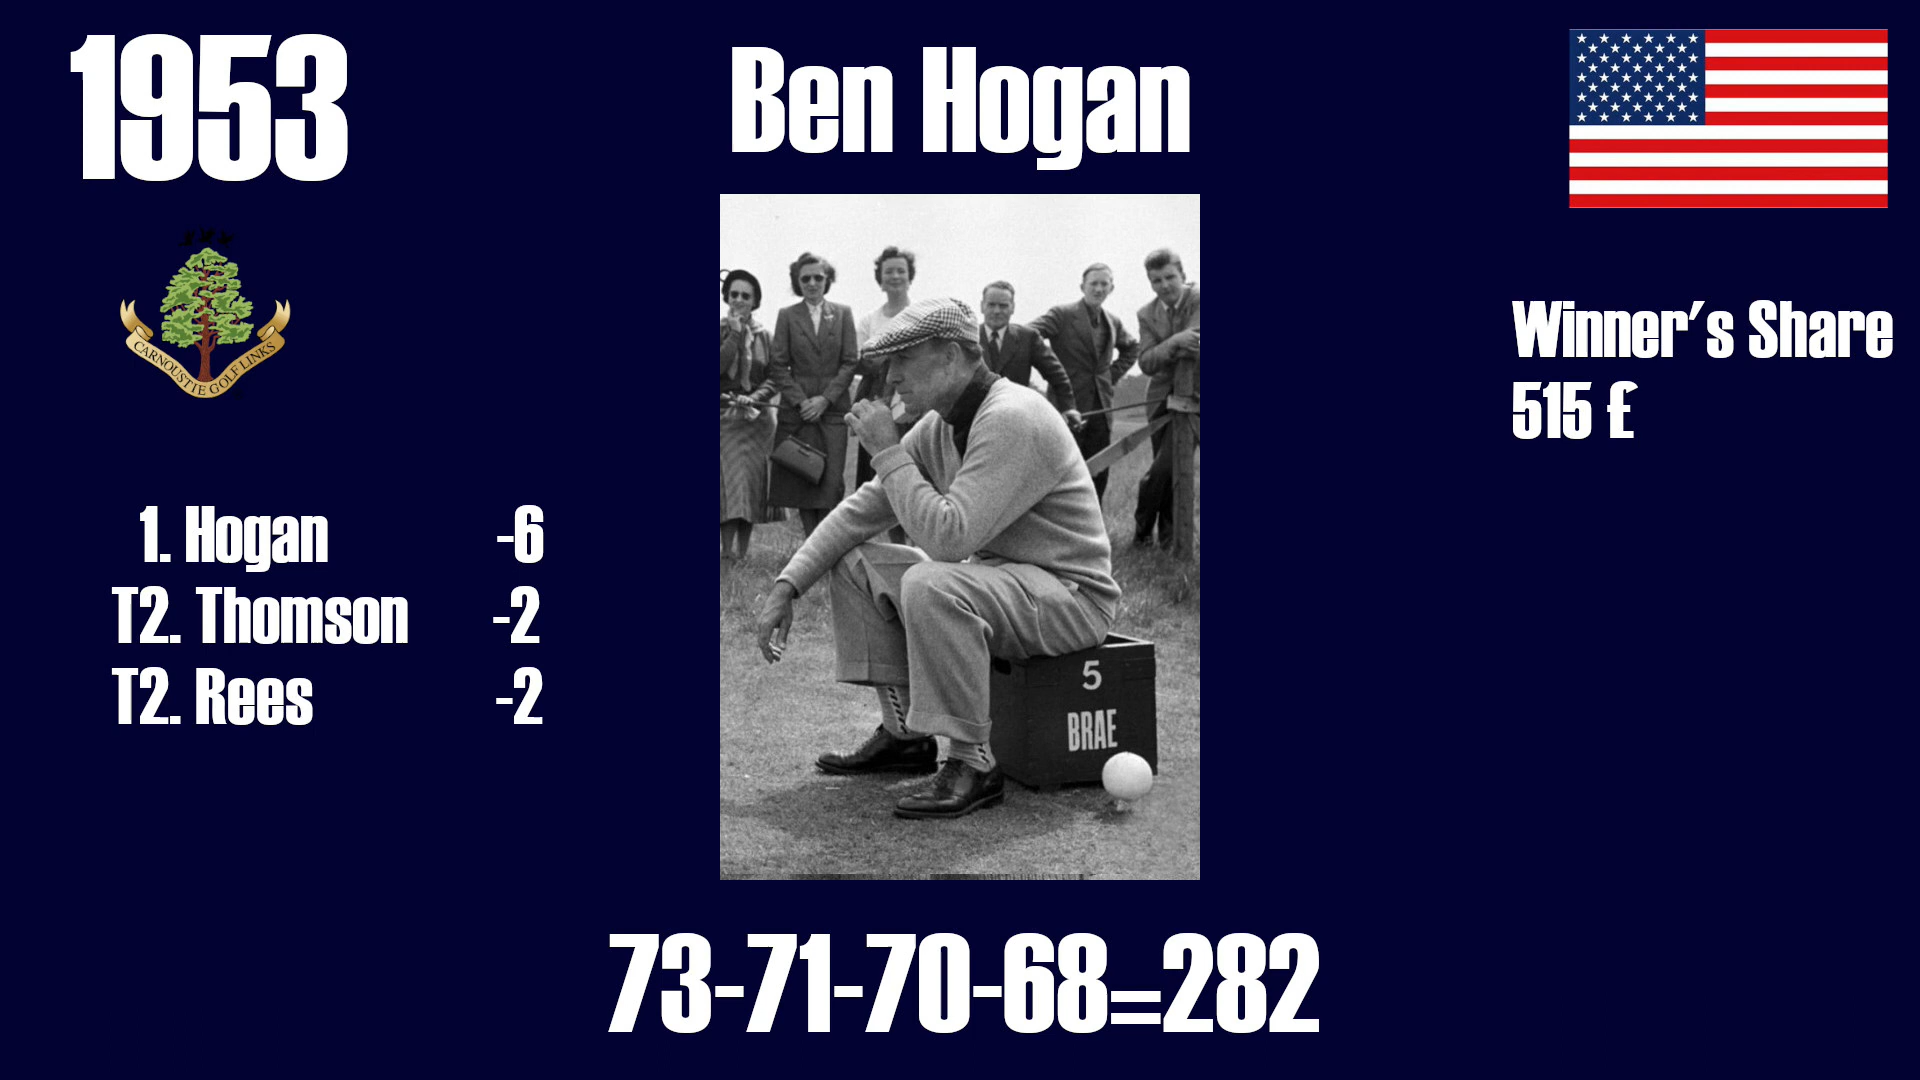 1953
Ben Hogan
CARNOUSTIE GOLF LINKS
Winner's Share
515 £
1. Hogan -6
T2. Thomson -2
T2. Rees -2
5
BRAE
73-71-70-68=282